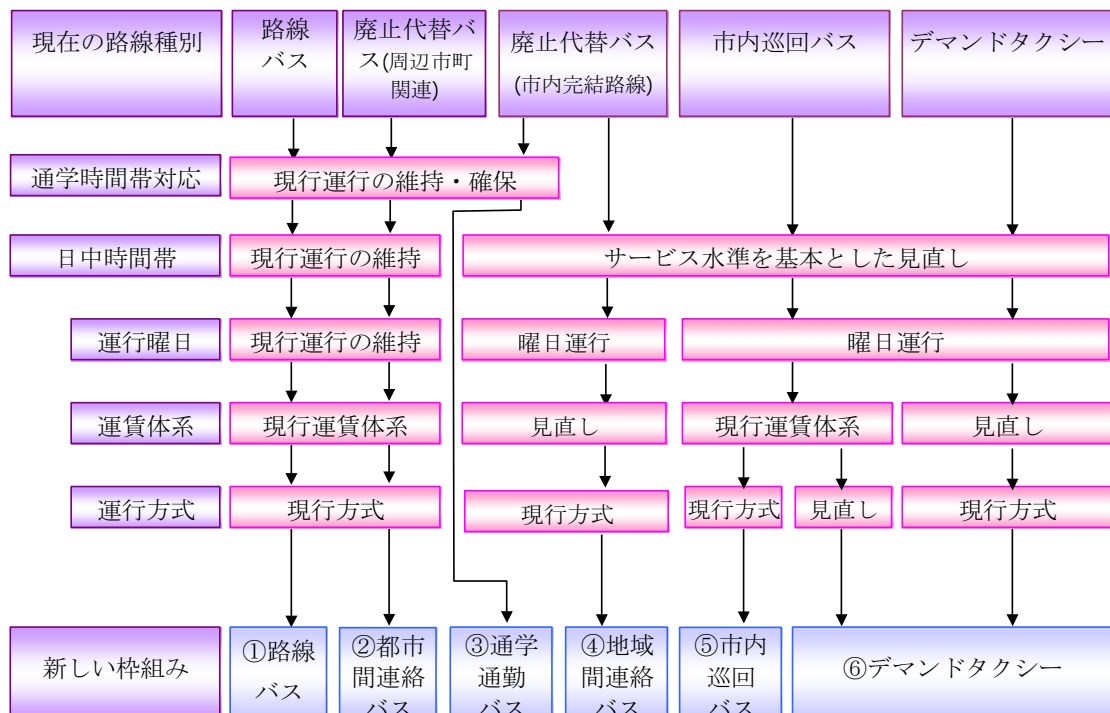 現在の路線種別
路線
バス
廃止代替バ
ス(周辺市町
関連)
廃止代替バス
(市内完結路線)
市内巡回バス
デマンドタクシー
通学時間帯対応
現行運行の維持・確保
日中時間帯
現行運行の維持
サービス水準を基本とした見直し
運行曜日
現行運行の維持
曜日運行
曜日運行
運賃体系
現行運賃体系
見直し
現行運賃体系
見直し
運行方式
現行方式
現行方式
現行方式
見直し
現行方式
新しい枠組み
①路線
バス
②都市
間連絡
バス
③通学
通勤
バス
④地域
間連絡
バス
⑤市内
巡回
バス
⑥デマンドタクシー